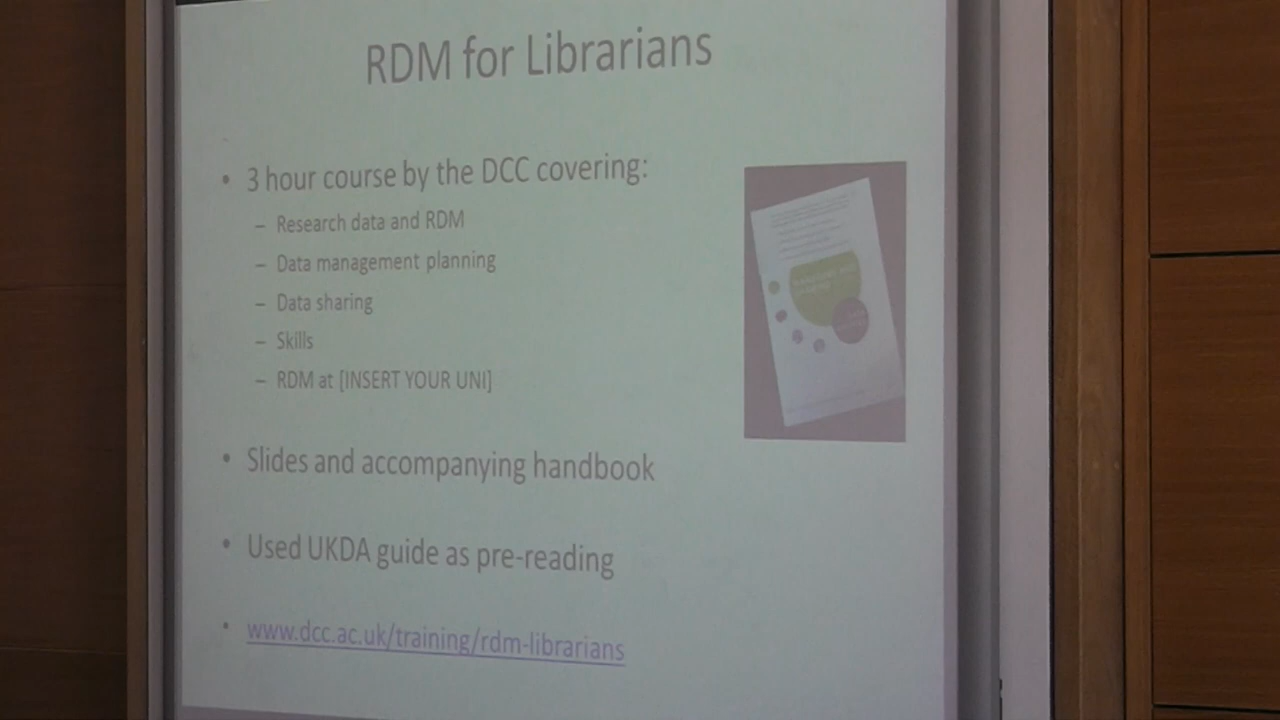 RDM for Librarians
• 3 hour course by the DCC covering:
– Research data and RDM
– Data management planning
– Data sharing
– Skills
– RDM at [INSERT YOUR UNI]
• Slides and accompanying handbook
• Used UKDA guide as pre-reading
• www.dcc.ac.uk/training/rdm-librarians